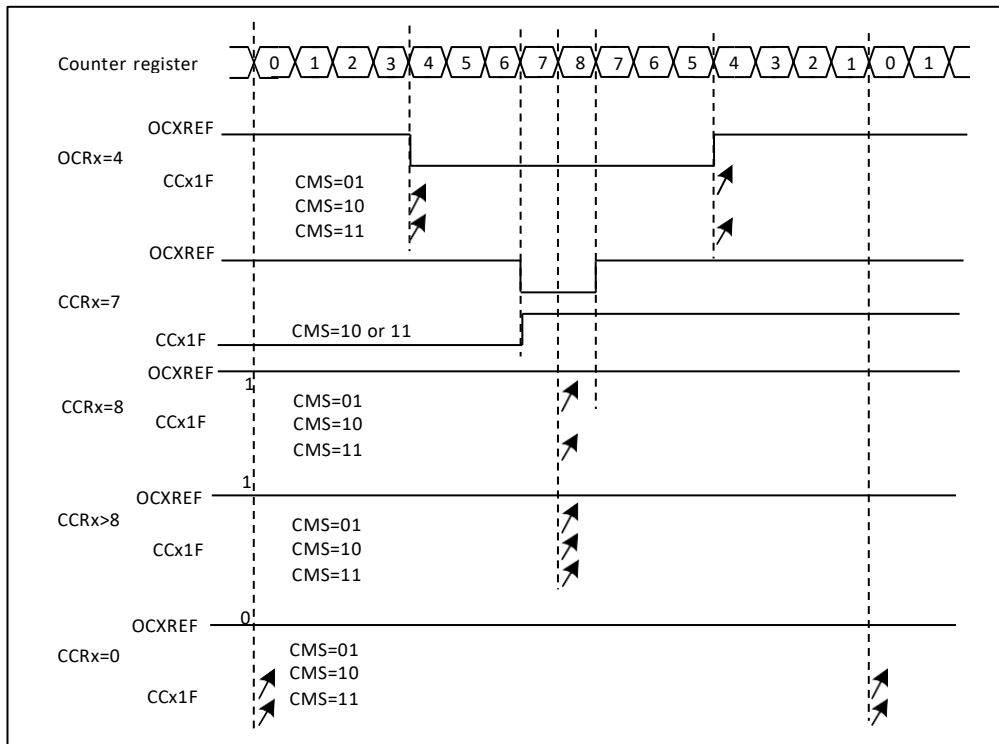 Counter register 0 1 2 3 4 5 6 7 8 7 6 5 4 3 2 1 0 1
OCXREF
OCRx=4
CCx1F
CMS=01
CMS=10
CMS=11
OCXREF
CCRx=7
CCx1F
CMS=10 or 11
OCXREF
1
CCRx=8
CCx1F
CMS=01
CMS=10
CMS=11
1
OCXREF
CCRx>8
CCx1F
CMS=01
CMS=10
CMS=11
0
OCXREF
CCRx=0
CCx1F
CMS=01
CMS=10
CMS=11